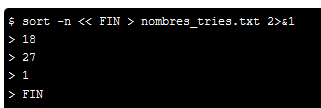 $ sort -n << FIN > nombres_tries.txt 2>&1
> 18
> 27
> 1
> FIN